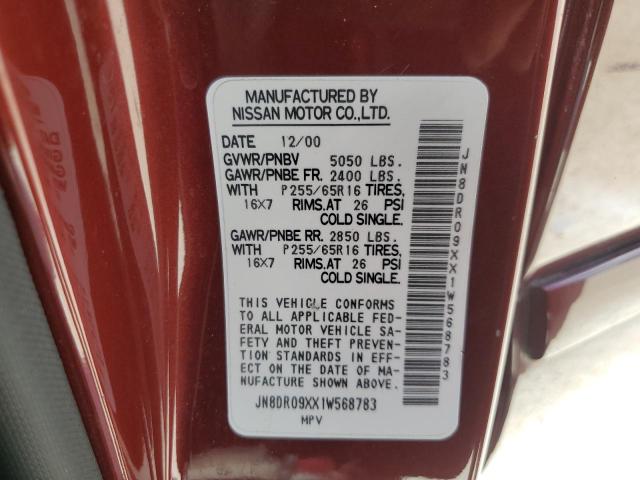 MANUFACTURED BY
NISSAN MOTOR CO.,LTD.
DATE 12/00
GVWR/PNBV 5050 LBS.
GAWR/PNBE FR. 2400 LBS.
WITH P255/65R16 TIRES,
16X7 RIMS.AT 26 PSI
COLD SINGLE.
GAWR/PNBE RR. 2850 LBS.
WITH P255/65R16 TIRES,
16X7 RIMS.AT 26 PSI
COLD SINGLE.
THIS VEHICLE CONFORMS
TO ALL APPLICABLE FED-
ERAL MOTOR VEHICLE SA-
FETY AND THEFT PREVEN-
TION STANDARDS IN EFF-
ECT ON THE DATE OF MA-
NUFACTURE SHOWN ABOVE.
JN8DR09XX1W568783
MPV
JN8DR09XX1W568783